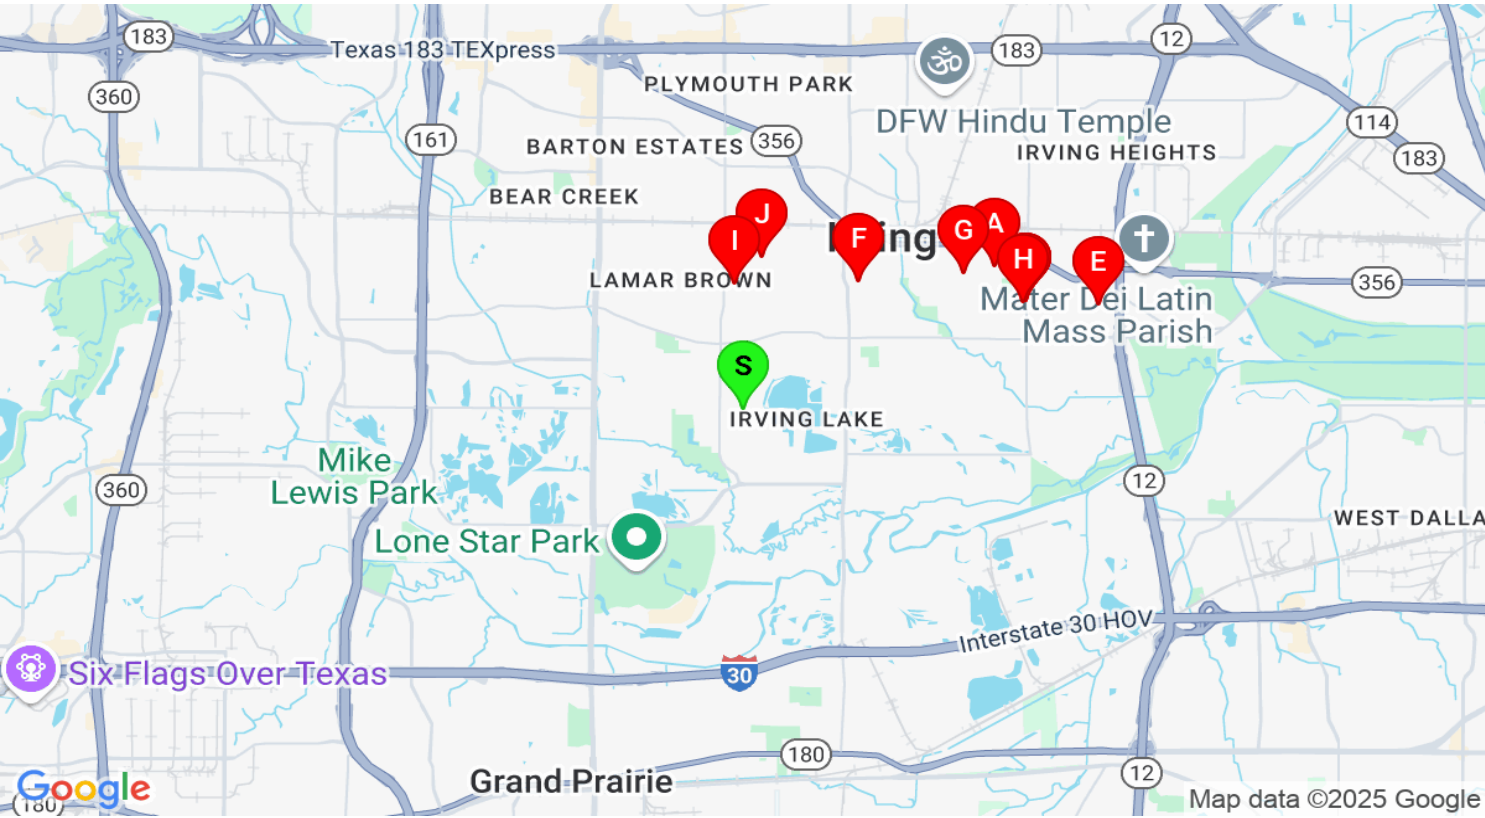 183
Texas 183 TEXpress
183
12
360
PLYMOUTH PARK
161
BARTON ESTATES
356
DFW Hindu Temple
IRVING HEIGHTS
114
183
BEAR CREEK
J
I
F
G
A
H
E
LAMAR BROWN
356
Mater Dei Latin
Mass Parish
S
IRVING LAKE
Mike
Lewis Park
360
12
WEST DALLA
Lone Star Park
Interstate 30 HOV
Six Flags Over Texas
30
180
Grand Prairie
12
Google
180
Map data ©2025 Google